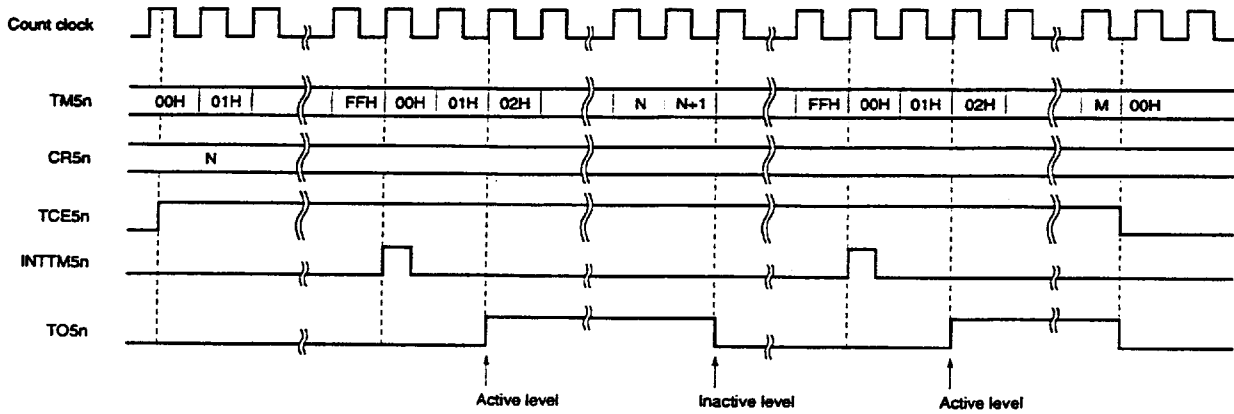 Count clock
TM5n 00H 01H FFH 00H 01H 02H N N+1 FFH 00H 01H 02H M 00H
CR5n N
TCE5n
INTTM5n
TO5n
Active level Inactive level Active level